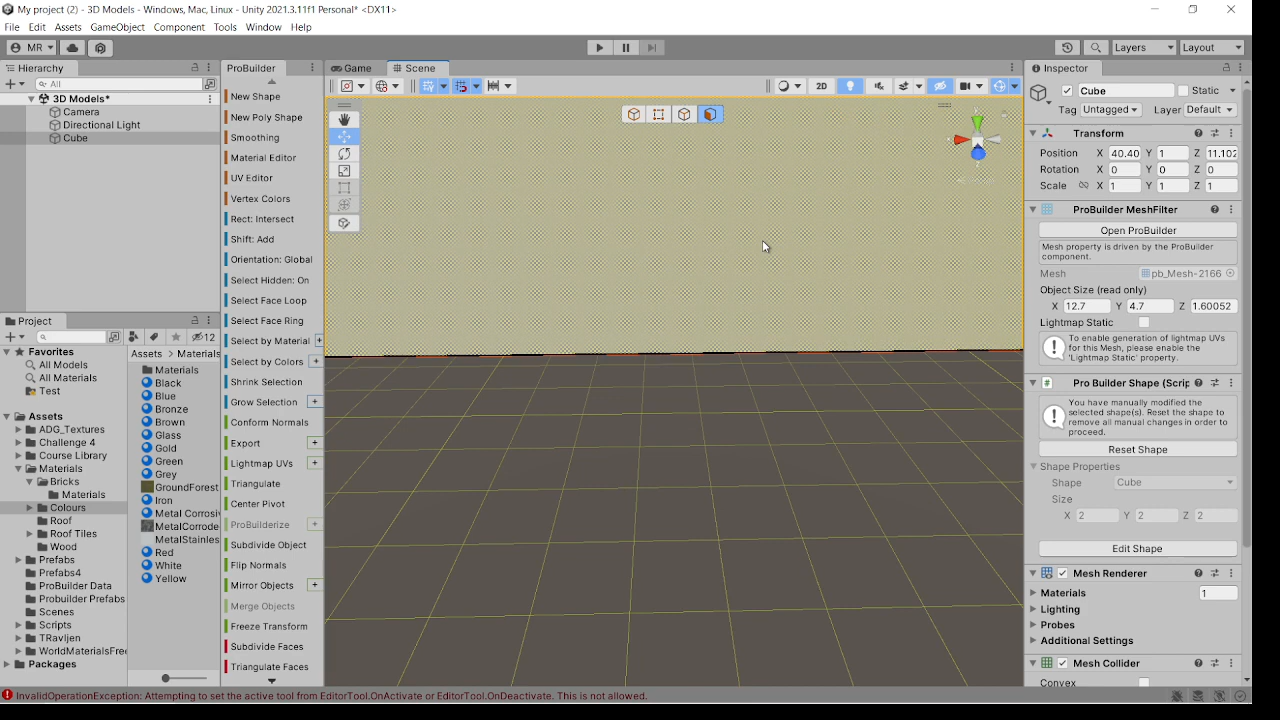 My project (2) - 3D Models - Windows, Mac, Linux - Unity 2021.3.11f1 Personal* <DX11>
File Edit Assets GameObject Component Tools Window Help
MR
Layers Layout
Hierarchy
All
3D Models*
Camera
Directional Light
Cube
Project
12
Favorites
All Models
All Materials
Test
Assets
ADG_Textures
Challenge 4
Course Library
Materials
Bricks
Materials
Colours
Roof
Roof Tiles
Wood
Prefabs
Prefabs4
ProBuilder Data
Probuilder Prefabs
Scenes
Scripts
TRavljen
WorldMaterialsFree
Packages
Assets > Materials
Materials
Black
Blue
Bronze
Brown
Glass
Gold
Green
Grey
GroundForest
Iron
Metal Corrosi
MetalCorrode
MetalStainles
Red
White
Yellow
ProBuilder
New Shape
New Poly Shape
Smoothing
Material Editor
UV Editor
Vertex Colors
Rect: Intersect
Shift: Add
Orientation: Global
Select Hidden: On
Select Face Loop
Select Face Ring
Select by Material +
Select by Colors +
Shrink Selection
Grow Selection +
Conform Normals
Export +
Lightmap UVs +
Triangulate
Center Pivot
ProBuilderize +
Subdivide Object
Flip Normals
Mirror Objects +
Merge Objects
Freeze Transform
Subdivide Faces
Triangulate Faces
Game Scene
2D
Inspector
Cube Static
Tag Untagged Layer Default
Transform
Position X 40.40 Y 1 Z 11.102
Rotation X 0 Y 0 Z 0
Scale X 1 Y 1 Z 1
ProBuilder MeshFilter
Open ProBuilder
Mesh property is driven by the ProBuilder
component.
Mesh pb_Mesh-2166
Object Size (read only)
X 12.7 Y 4.7 Z 1.60052
Lightmap Static
To enable generation of lightmap UVs
for this Mesh, please enable the
'Lightmap Static' property.
Pro Builder Shape (Scrip
You have manually modified the
selected shape(s). Reset the shape to
remove all manual changes in order to
proceed.
Reset Shape
Shape Properties
Shape Cube
Size
X 2 Y 2 Z 2
Edit Shape
Mesh Renderer
Materials 1
Lighting
Probes
Additional Settings
Mesh Collider
Convex
InvalidOperationException: Attempting to set the active tool from EditorTool.OnActivate or EditorTool.OnDeactivate. This is not allowed.